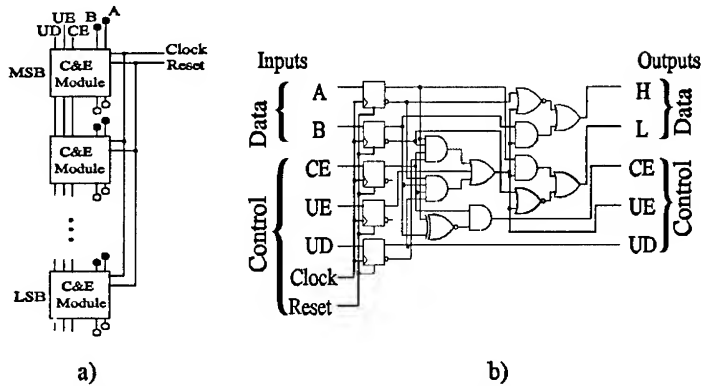 UE B A
UD CE
MSB C&E Module
Clock
Reset
C&E Module
LSB C&E Module
a)
Inputs Outputs
Data Control
A H
B L
CE CE
UE UE
UD UD
Clock
Reset
Data Control
b)